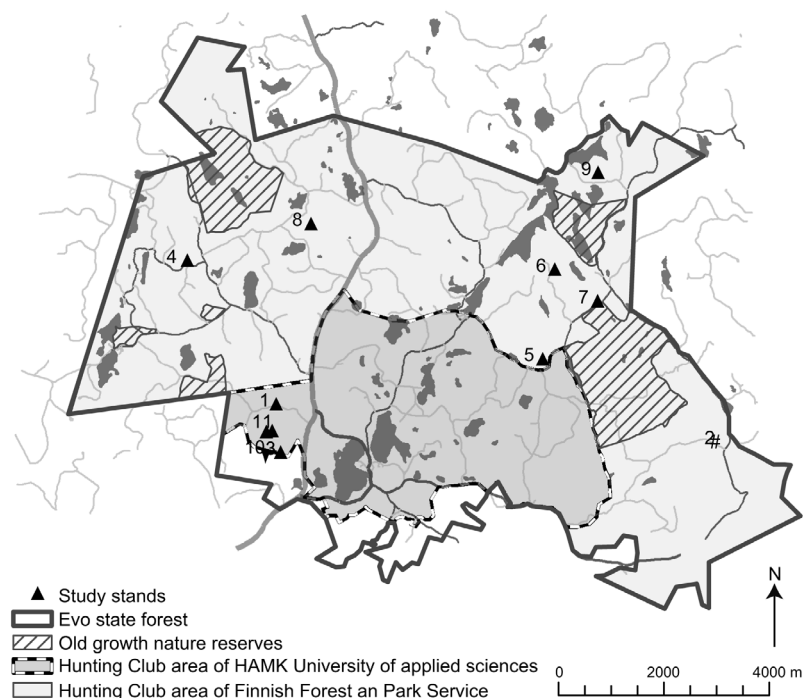 9
8
4
6
7
5
1
11
103
2#
N
Study stands
Evo state forest
Old growth nature reserves
Hunting Club area of HAMK University of applied sciences
Hunting Club area of Finnish Forest an Park Service
0 2000 4000 m